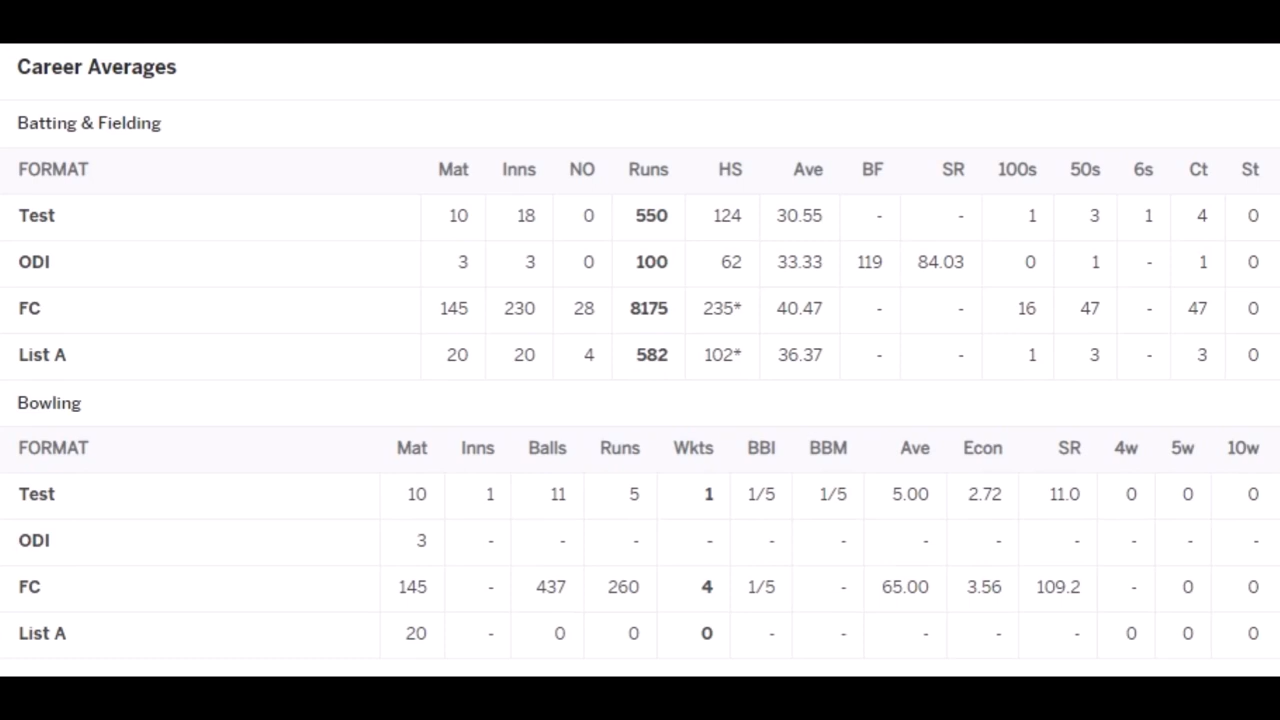 Career Averages
Batting & Fielding
FORMAT Mat Inns NO Runs HS Ave BF SR 100s 50s 6s Ct St
Test 10 18 0 550 124 30.55 - - 1 3 1 4 0
ODI 3 3 0 100 62 33.33 119 84.03 0 1 - 1 0
FC 145 230 28 8175 235* 40.47 - - 16 47 - 47 0
List A 20 20 4 582 102* 36.37 - - 1 3 - 3 0
Bowling
FORMAT Mat Inns Balls Runs Wkts BBI BBM Ave Econ SR 4w 5w 10w
Test 10 1 11 5 1 1/5 1/5 5.00 2.72 11.0 0 0 0
ODI 3 - - - - - - - - - - - -
FC 145 - 437 260 4 1/5 - 65.00 3.56 109.2 - 0 0
List A 20 - 0 0 0 - - - - - 0 0 0